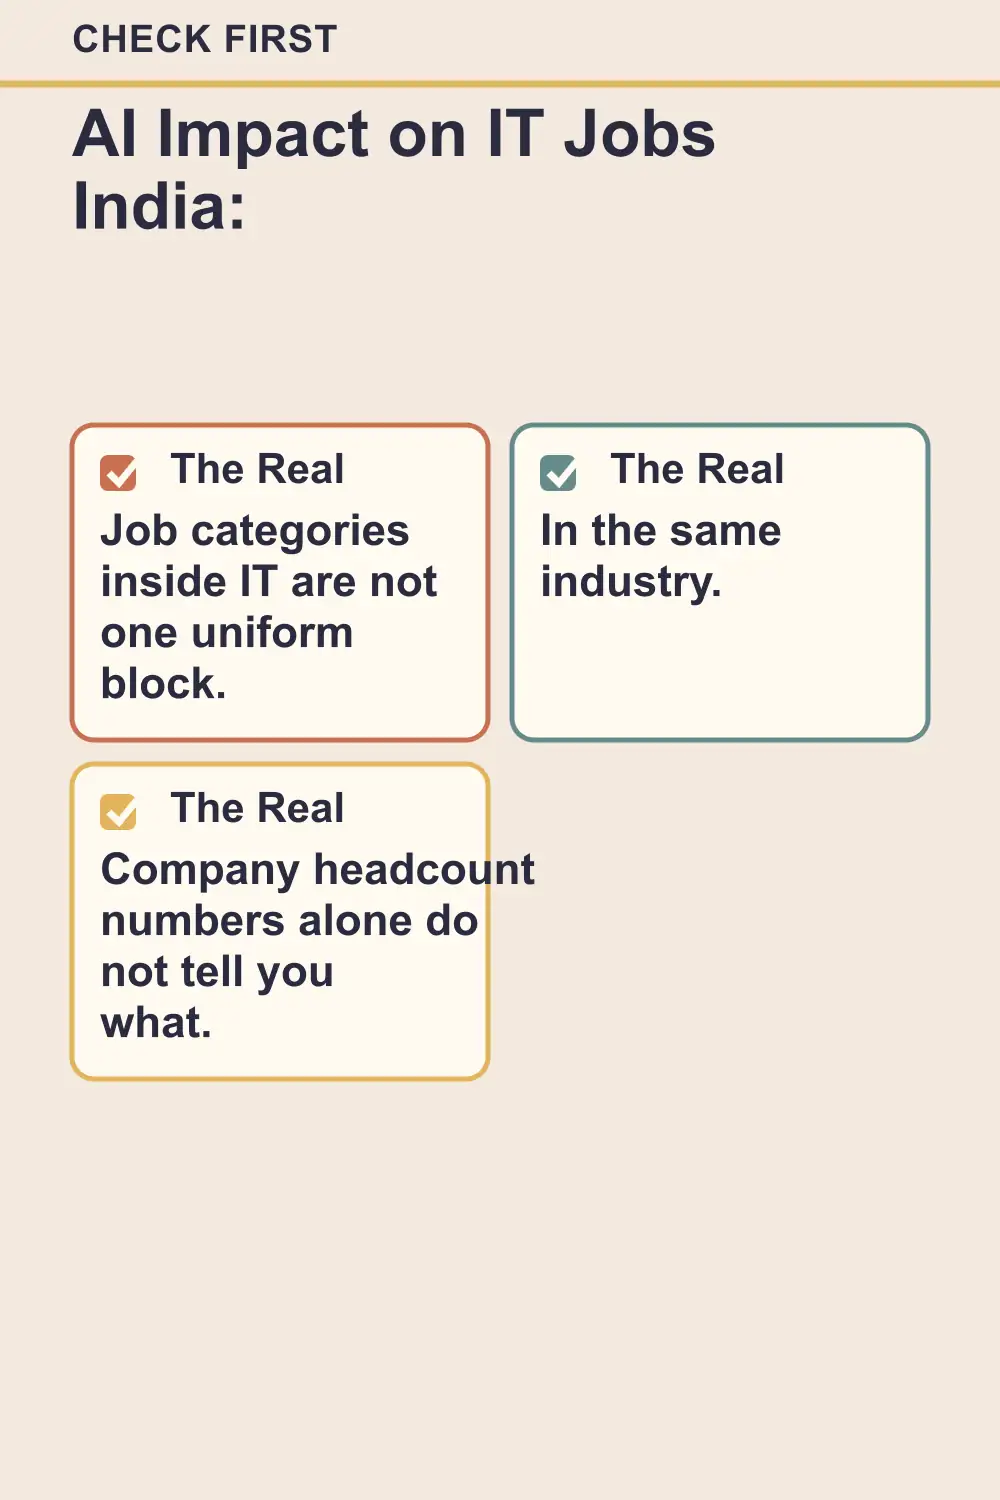 CHECK FIRST
AI Impact on IT Jobs
India:
The Real
Job categories
inside IT are not
one uniform
block.
The Real
In the same
industry.
The Real
Company headcount
numbers alone do
not tell you
what.